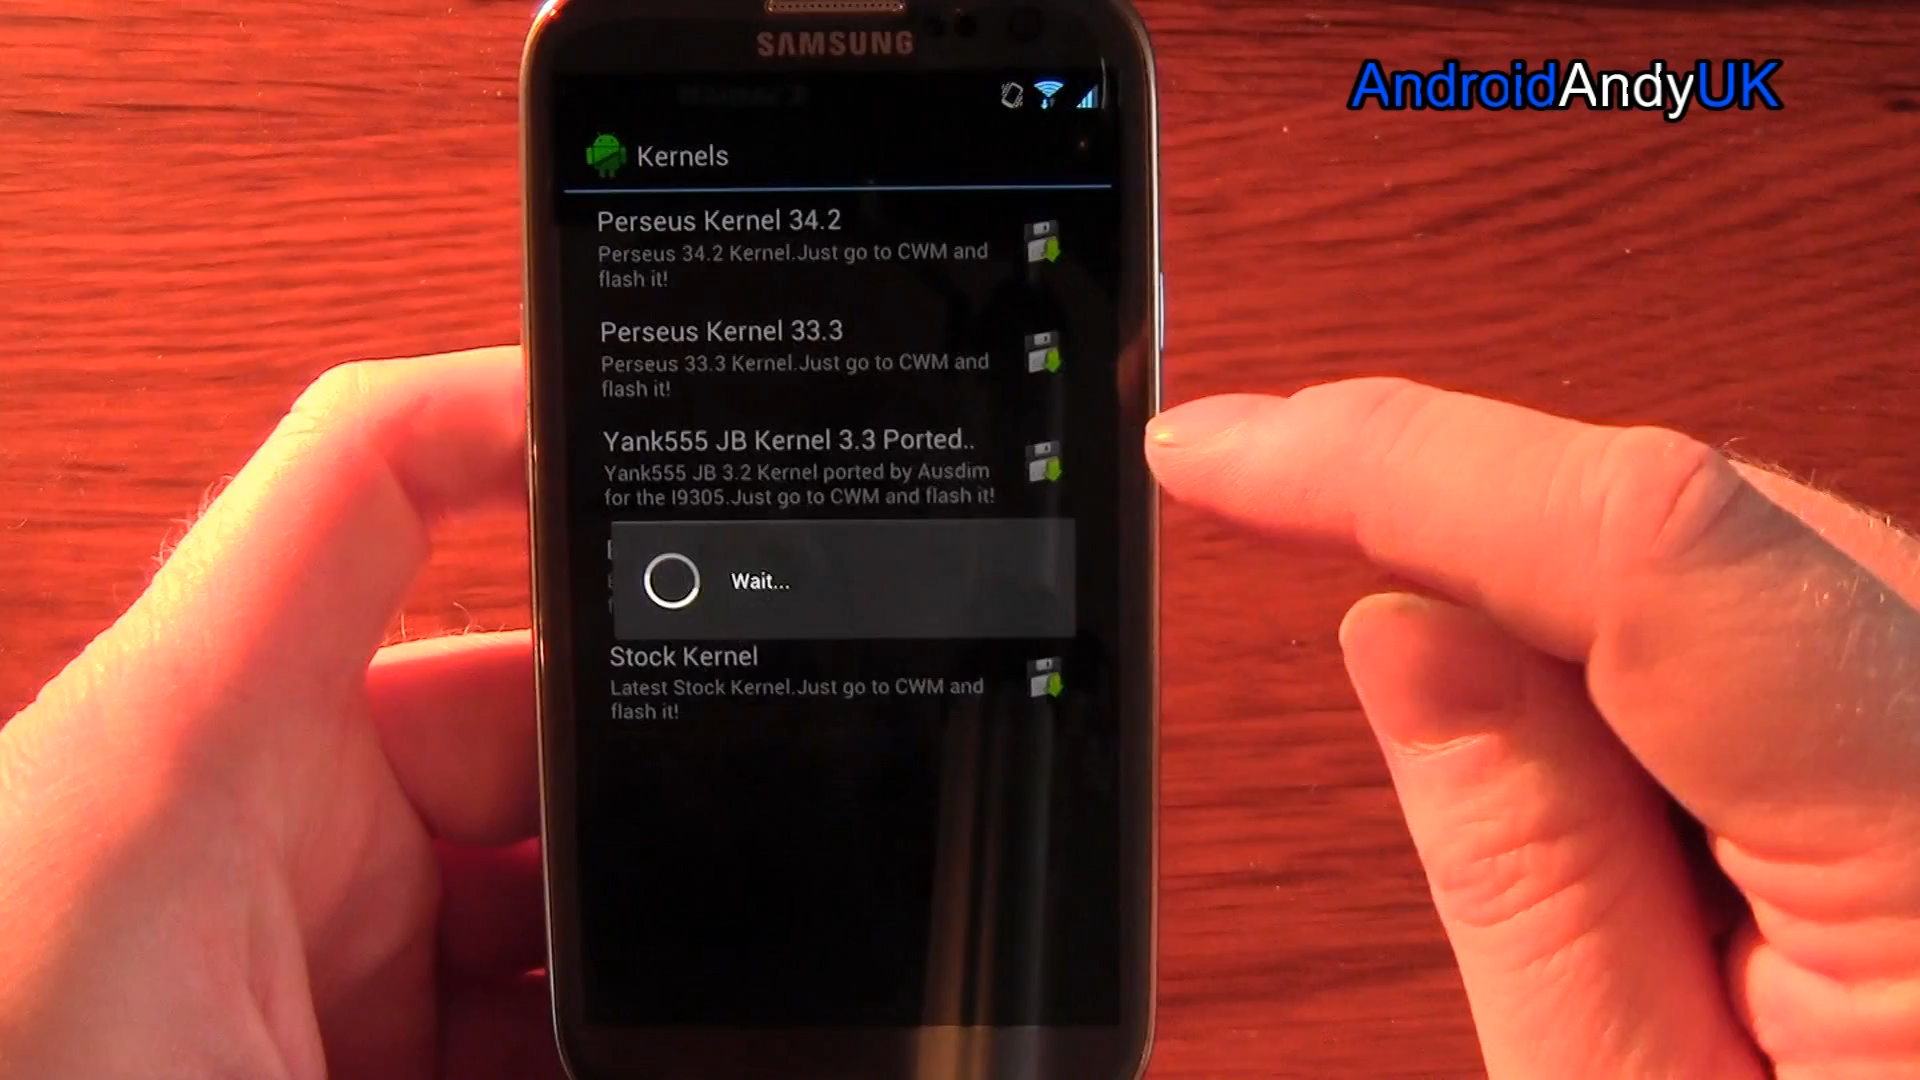 SAMSUNG
AndroidAndyUK
Kernels
Perseus Kernel 34.2
Perseus 34.2 Kernel.Just go to CWM and
flash it!
Perseus Kernel 33.3
Perseus 33.3 Kernel.Just go to CWM and
flash it!
Yank555 JB Kernel 3.3 Ported..
Yank555 JB 3.2 Kernel ported by Ausdim
for the I9305.Just go to CWM and flash it!
Wait...
Stock Kernel
Latest Stock Kernel.Just go to CWM and
flash it!